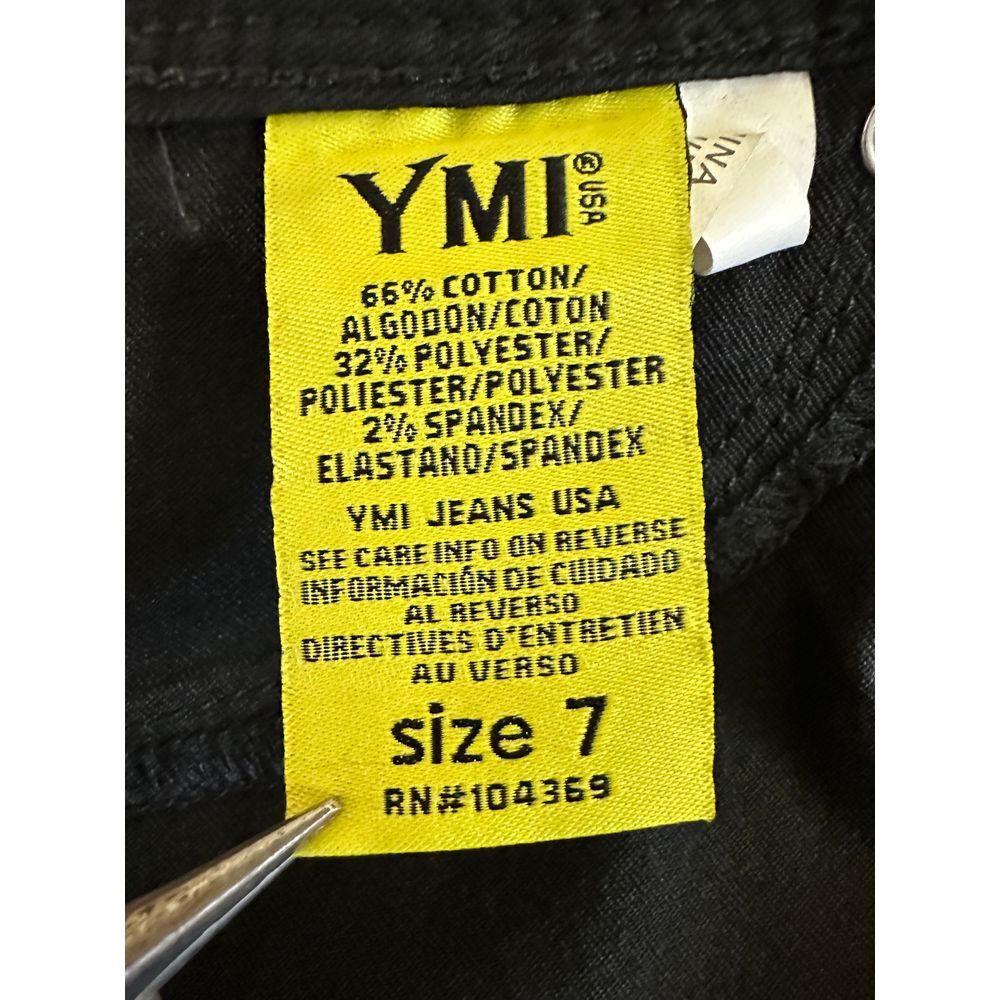 YMI® USA
66% COTTON/
ALGODON/COTON
32% POLYESTER/
POLIESTER/POLYESTER
2% SPANDEX/
ELASTANO/SPANDEX
YMI JEANS USA
SEE CARE INFO ON REVERSE
INFORMACIÓN DE CUIDADO
AL REVERSO
DIRECTIVES D'ENTRETIEN
AU VERSO
size 7
RN#104369